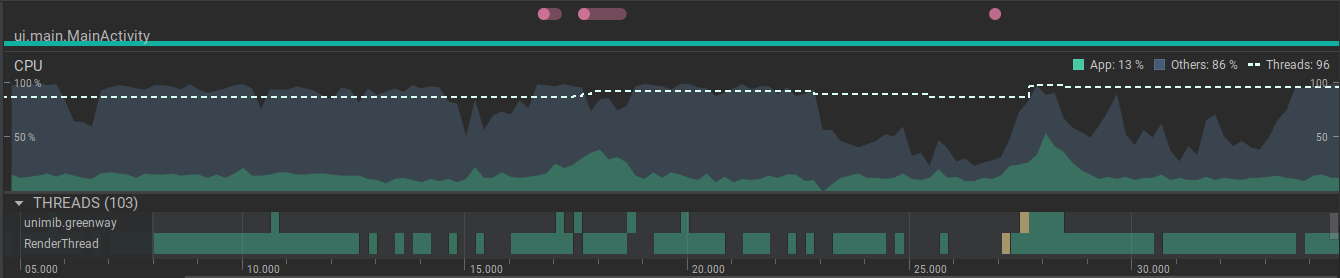 ui.main.MainActivity
CPU
App: 13 % Others: 86 % Threads: 96
100 % 100
50 % 50
THREADS (103)
unimib.greenway
RenderThread
05.000 10.000 15.000 20.000 25.000 30.000